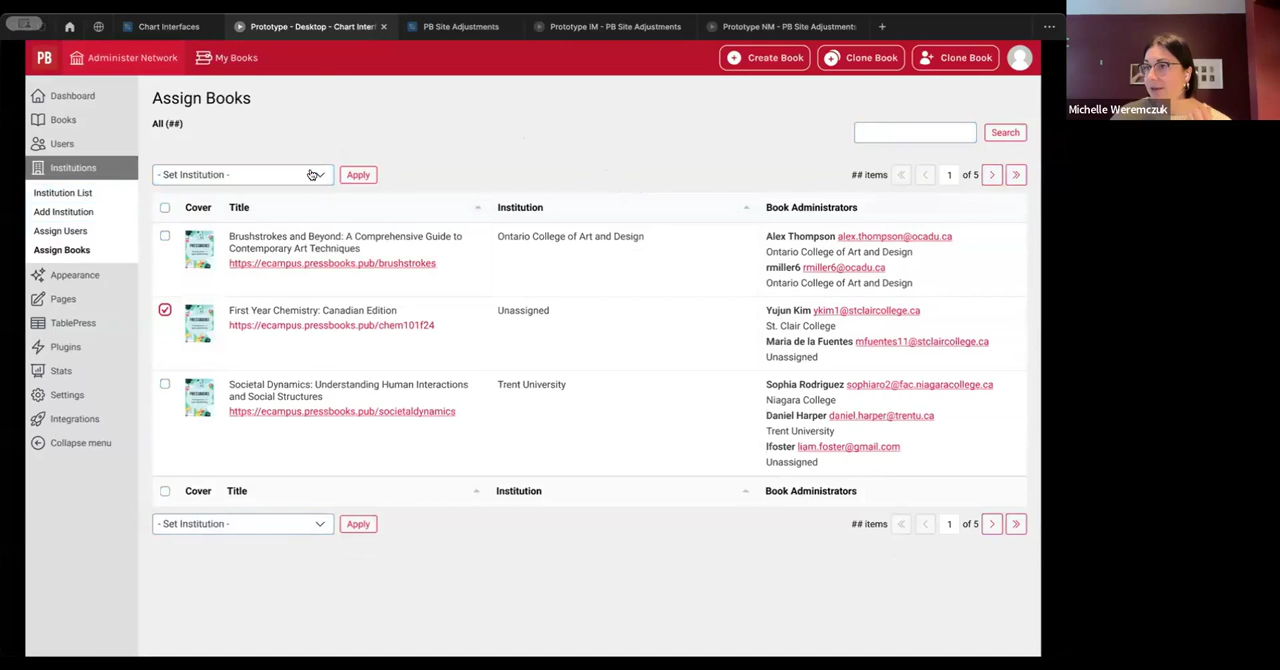 Chart Interfaces
Prototype - Desktop - Chart Inter
PB Site Adjustments
Prototype IM - PB Site Adjustments
Prototype NM - PB Site Adjustments
PB
Administer Network
My Books
Create Book
Clone Book
Clone Book
Michelle Weremczuk
Dashboard
Books
Users
Institutions
Institution List
Add Institution
Assign Users
Assign Books
Appearance
Pages
TablePress
Plugins
Stats
Settings
Integrations
Collapse menu
Assign Books
All (##)
Search
- Set Institution -
Apply
## items
1
of 5
Cover
Title
Institution
Book Administrators
Brushstrokes and Beyond: A Comprehensive Guide to
Contemporary Art Techniques
https://ecampus.pressbooks.pub/brushstrokes
Ontario College of Art and Design
Alex Thompson alex.thompson@ocadu.ca
Ontario College of Art and Design
rmiller6 rmiller6@ocadu.ca
Ontario College of Art and Design
First Year Chemistry: Canadian Edition
https://ecampus.pressbooks.pub/chem101f24
Unassigned
Yujun Kim ykim1@stclaircollege.ca
St. Clair College
Maria de la Fuentes mfuentes11@stclaircollege.ca
Unassigned
Societal Dynamics: Understanding Human Interactions
and Social Structures
https://ecampus.pressbooks.pub/societaldynamics
Trent University
Sophia Rodriguez sophiaro2@fac.niagaracollege.ca
Niagara College
Daniel Harper daniel.harper@trentu.ca
Trent University
lfoster liam.foster@gmail.com
Unassigned
Cover
Title
Institution
Book Administrators
- Set Institution -
Apply
## items
1
of 5